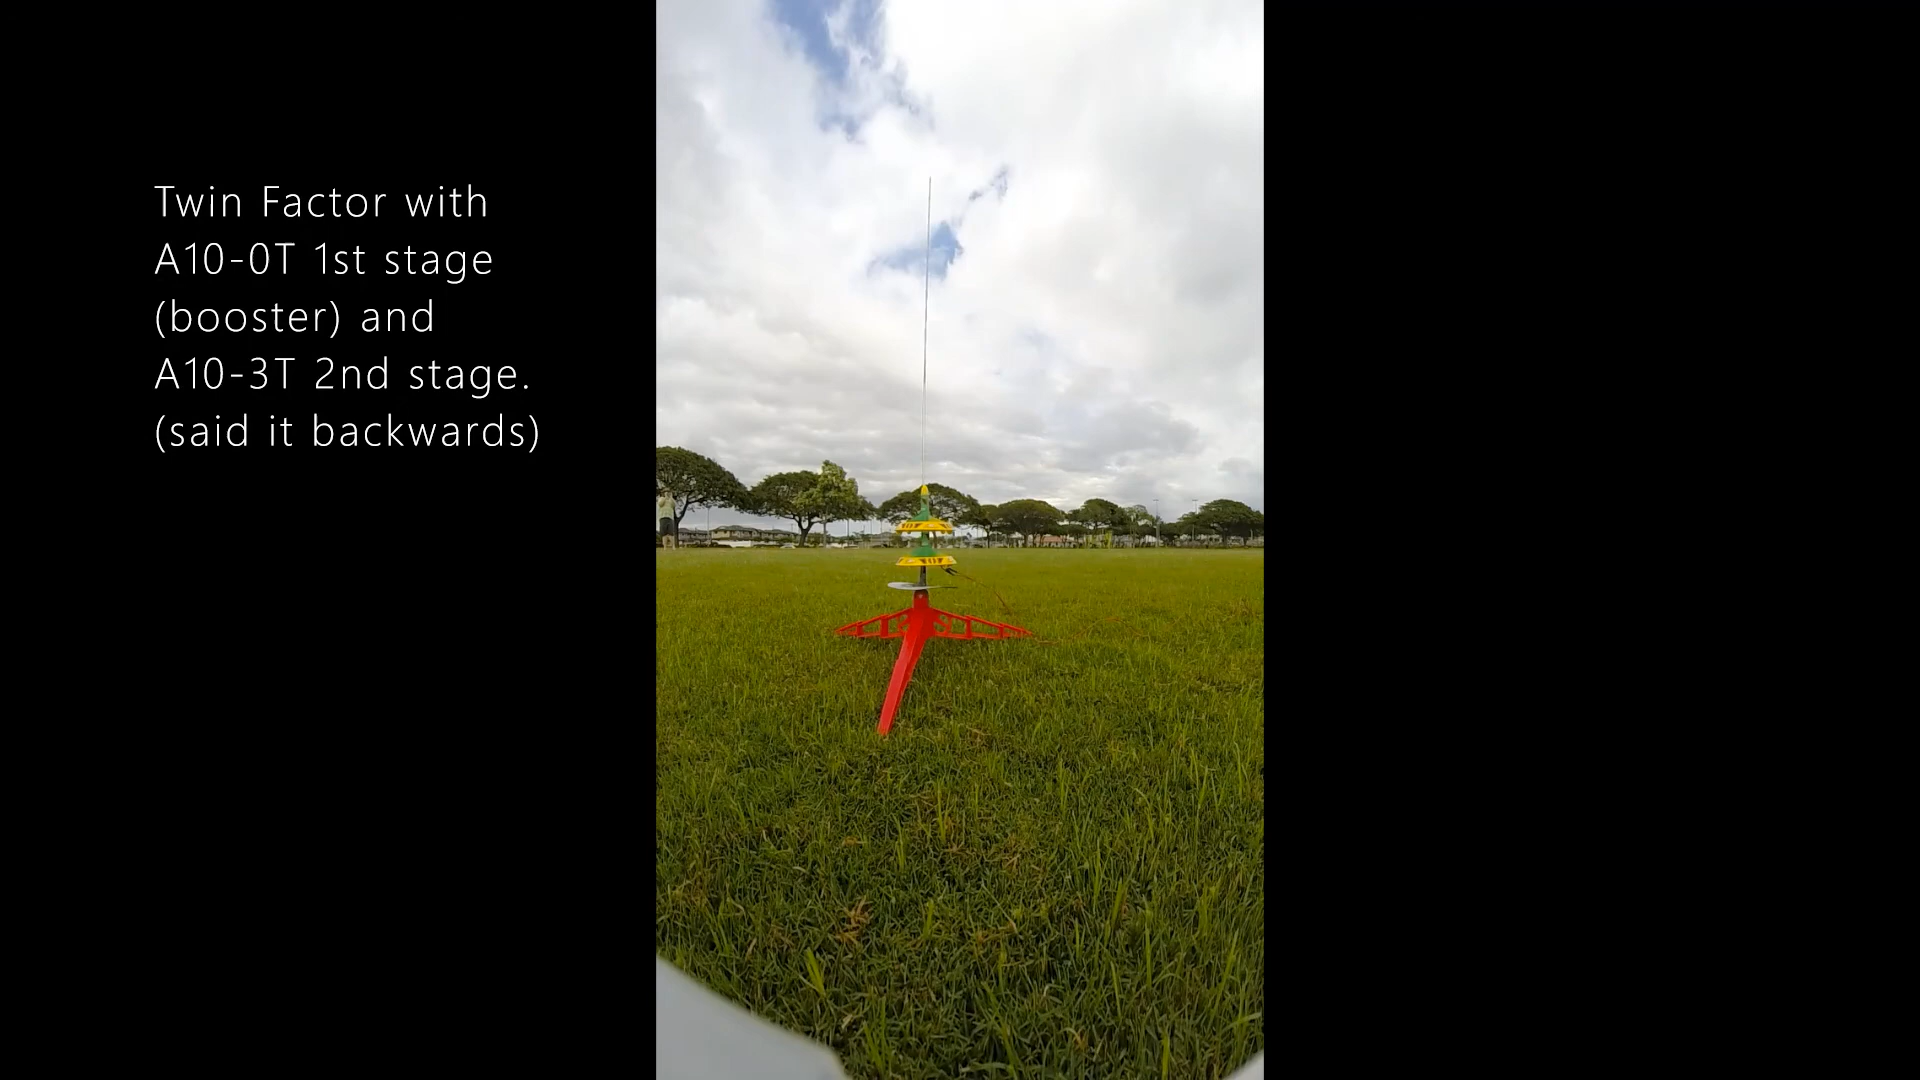 Twin Factor with
A10-0T 1st stage
(booster) and
A10-3T 2nd stage.
(said it backwards)